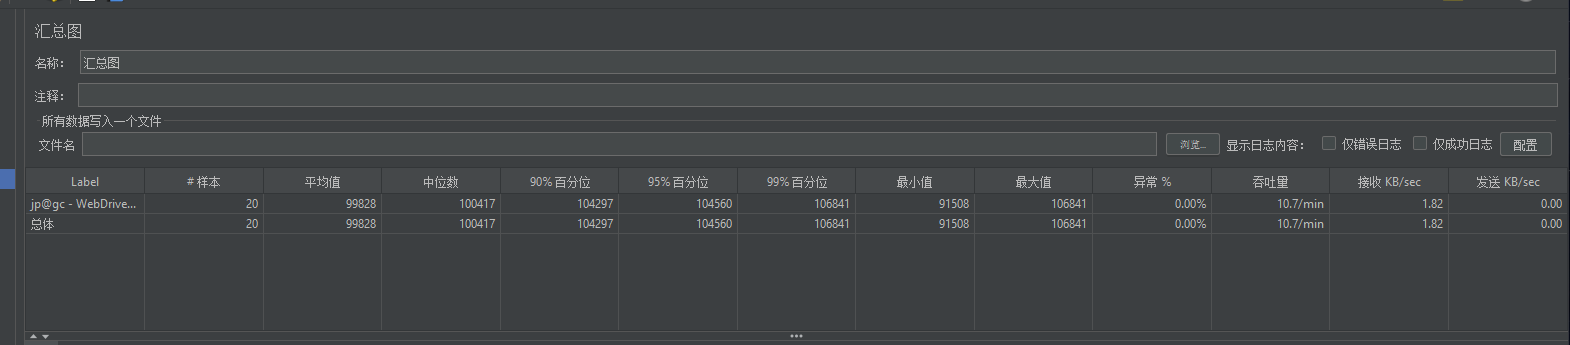 汇总图
名称： 汇总图
注释：
所有数据写入一个文件
文件名 浏览... 显示日志内容： 仅错误日志 仅成功日志 配置
Label # 样本 平均值 中位数 90% 百分位 95% 百分位 99% 百分位 最小值 最大值 异常 % 吞吐量 接收 KB/sec 发送 KB/sec
jp@gc - WebDrive... 20 99828 100417 104297 104560 106841 91508 106841 0.00% 10.7/min 1.82 0.00
总体 20 99828 100417 104297 104560 106841 91508 106841 0.00% 10.7/min 1.82 0.00